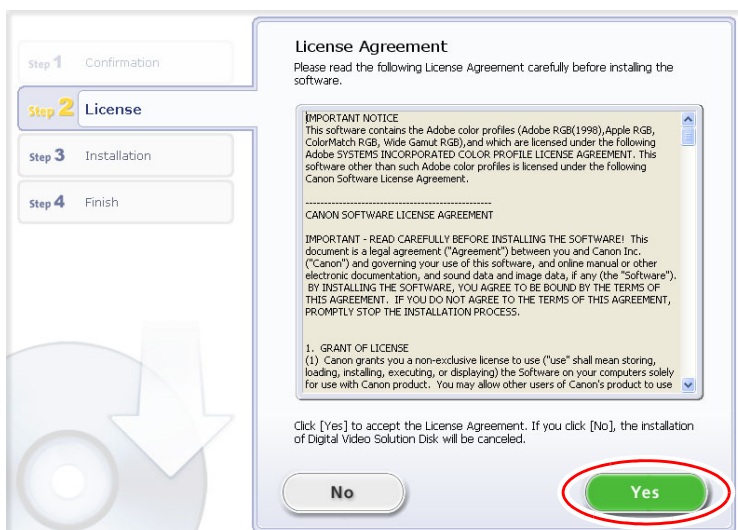 Step 1 Confirmation
Step 2 License
Step 3 Installation
Step 4 Finish
License Agreement
Please read the following License Agreement carefully before installing the
software.
IMPORTANT NOTICE
This software contains the Adobe color profiles (Adobe RGB(1998),Apple RGB,
ColorMatch RGB, Wide Gamut RGB),and which are licensed under the following
Adobe SYSTEMS INCORPORATED COLOR PROFILE LICENSE AGREEMENT. This
software other than such Adobe color profiles is licensed under the following
Canon Software License Agreement.
--------------------------------------------------
CANON SOFTWARE LICENSE AGREEMENT
IMPORTANT - READ CAREFULLY BEFORE INSTALLING THE SOFTWARE! This
document is a legal agreement ("Agreement") between you and Canon Inc.
("Canon") and governing your use of this software, and online manual or other
electronic documentation, and sound data and image data, if any (the "Software").
BY INSTALLING THE SOFTWARE, YOU AGREE TO BE BOUND BY THE TERMS OF
THIS AGREEMENT. IF YOU DO NOT AGREE TO THE TERMS OF THIS AGREEMENT,
PROMPTLY STOP THE INSTALLATION PROCESS.
1. GRANT OF LICENSE
(1) Canon grants you a non-exclusive license to use ("use" shall mean storing,
loading, installing, executing, or displaying) the Software on your computers solely
for use with Canon product. You may allow other users of Canon's product to use
Click [Yes] to accept the License Agreement. If you click [No], the installation
of Digital Video Solution Disk will be canceled.
No
Yes